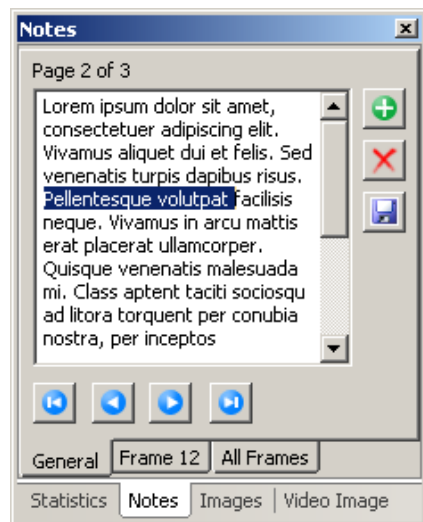 Notes
Page 2 of 3
Lorem ipsum dolor sit amet,
consectetuer adipiscing elit.
Vivamus aliquet dui et felis. Sed
venenatis turpis dapibus risus.
Pellentesque volutpat facilisis
neque. Vivamus in arcu mattis
erat placerat ullamcorper.
Quisque venenatis malesuada
mi. Class aptent taciti sociosqu
ad litora torquent per conubia
nostra, per inceptos
General Frame 12 All Frames
Statistics Notes Images Video Image